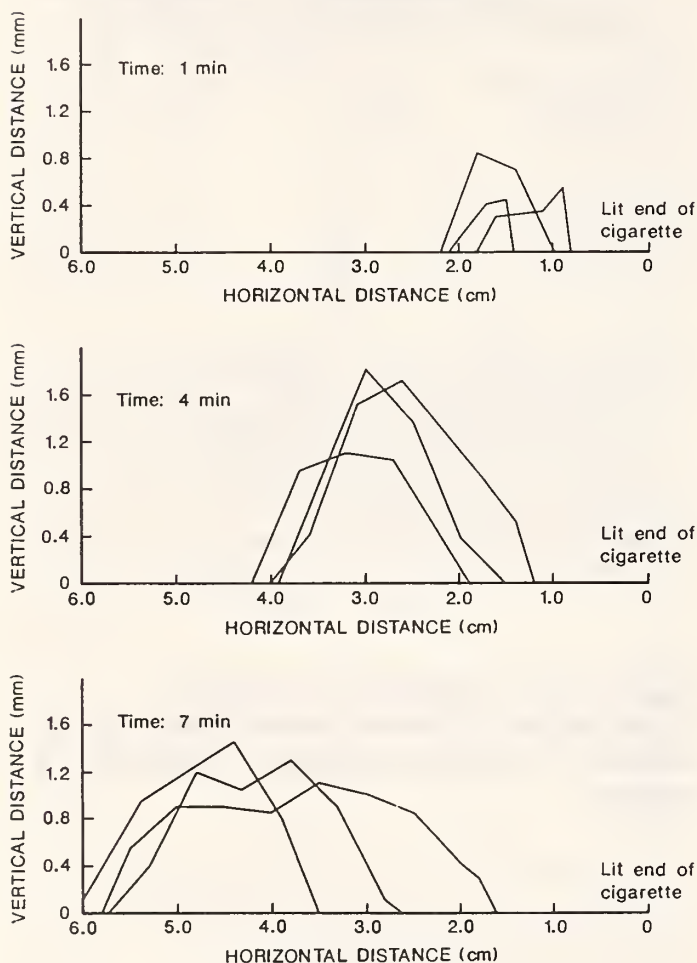 VERTICAL DISTANCE (mm)
1.6
1.2
0.8
0.4
0
Time: 1 min
Lit end of
cigarette
6.0 5.0 4.0 3.0 2.0 1.0 0
HORIZONTAL DISTANCE (cm)
VERTICAL DISTANCE (mm)
1.6
1.2
0.8
0.4
0
Time: 4 min
Lit end of
cigarette
6.0 5.0 4.0 3.0 2.0 1.0 0
HORIZONTAL DISTANCE (cm)
VERTICAL DISTANCE (mm)
1.6
1.2
0.8
0.4
0
Time: 7 min
Lit end of
cigarette
6.0 5.0 4.0 3.0 2.0 1.0 0
HORIZONTAL DISTANCE (cm)